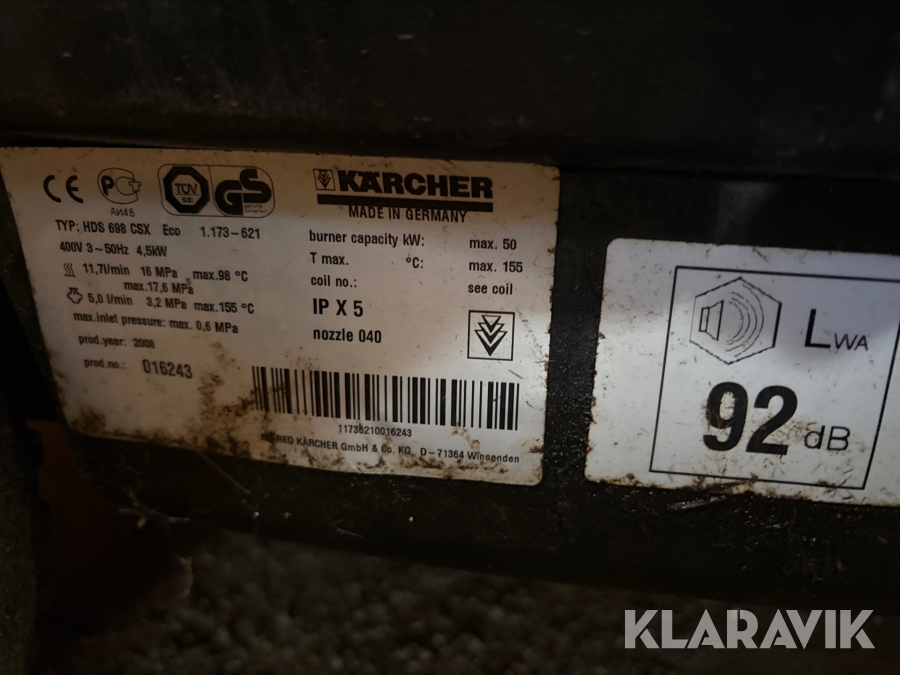 CE
АИ46
TÜV
GS
KÄRCHER
MADE IN GERMANY
TYP: HDS 698 CSX Eco 1.173-621
400V 3~50Hz 4,5kW
11,7l/min 16 MPa max.98 °C
max.17,6 MPa
5,0 l/min 3,2 MPa max.155 °C
max.inlet pressure: max. 0,6 MPa
prod.year: 2008
prod.no.: 016243
burner capacity kW: max. 50
T max. °C: max. 155
coil no.: see coil
IP X 5
nozzle 040
11736210016243
RED KÄRCHER GmbH & Co. KG, D-71364 Winnenden
LWA
92 dB
KLARAVIK